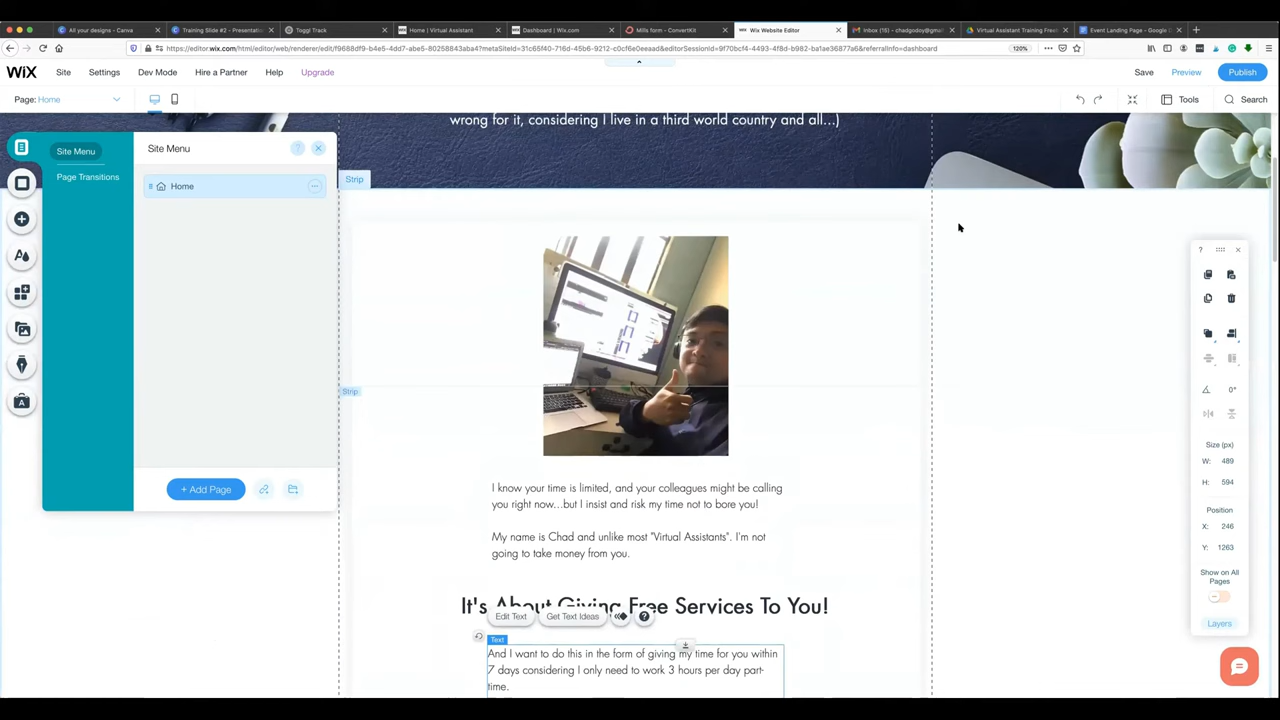 All your designs - Canva
Training Slide #2 - Presentatio
Toggl Track
Home | Virtual Assistant
Dashboard | Wix.com
Mills form - ConvertKit
Wix Website Editor
Inbox (15) - chadgodoy@gm
Virtual Assistant Training Free
Event Landing Page - Google D
120%
WiX
Site
Settings
Dev Mode
Hire a Partner
Help
Upgrade
Save
Preview
Publish
Page: Home
Tools
Search
wrong for it, considering I live in a third world country and all...)
Site Menu
Page Transitions
Site Menu
?
Home
+ Add Page
Strip
Strip
I know your time is limited, and your colleagues might be calling
you right now...but I insist and risk my time not to bore you!
My name is Chad and unlike most "Virtual Assistants". I'm not
going to take money from you.
It's About Giving Free Services To You!
Edit Text
Get Text Ideas
?
Text
And I want to do this in the form of giving my time for you within
7 days considering I only need to work 3 hours per day part-
time.
?
0°
Size (px)
W: 489
H: 594
Position
X: 246
Y: 1263
Show on All
Pages
Layers